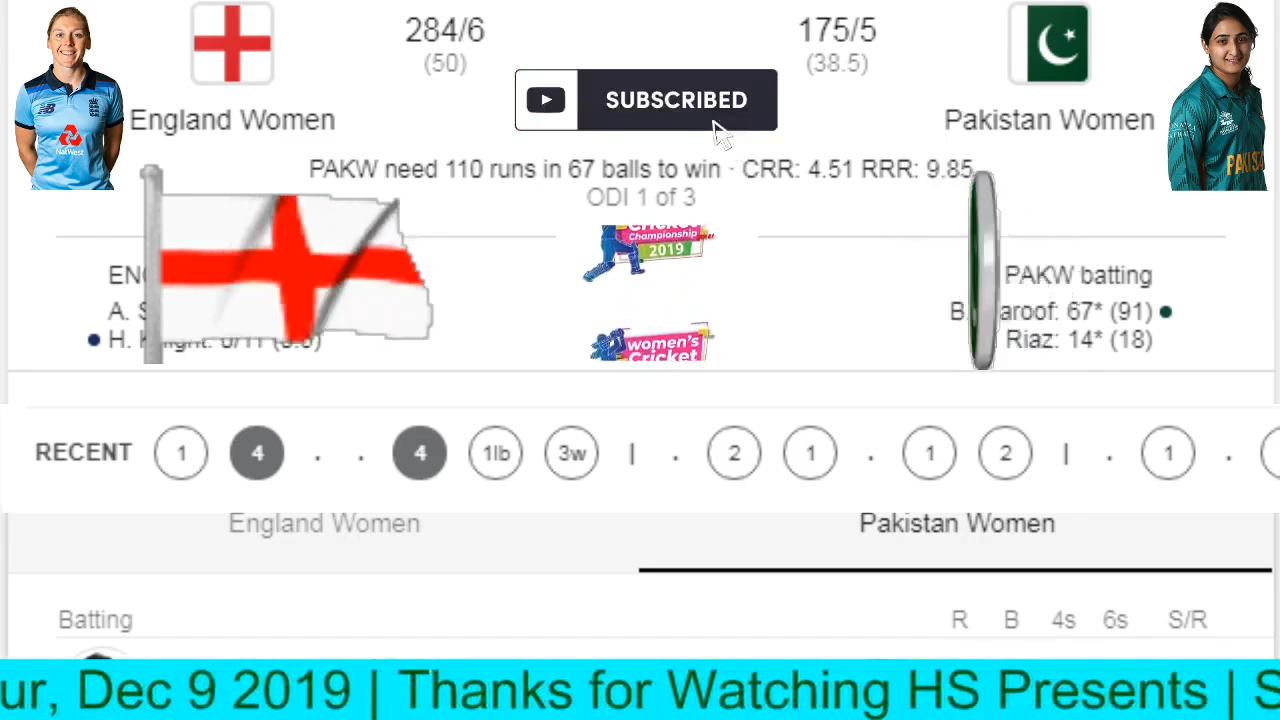 284/6
(50)
175/5
(38.5)
England Women
SUBSCRIBED
Pakistan Women
NatWest
PAKW need 110 runs in 67 balls to win · CRR: 4.51 RRR: 9.85
ODI 1 of 3
Cricket
Championship
2019
women's
Cricket
PAKW batting
67* (91)
Riaz: 14* (18)
A.
H.
RECENT 1 4 . . 4 1lb 3w | . 2 1 . 1 2 | . 1 .
England Women
Pakistan Women
Batting R B 4s 6s S/R
ur, Dec 9 2019 | Thanks for Watching HS Presents | S